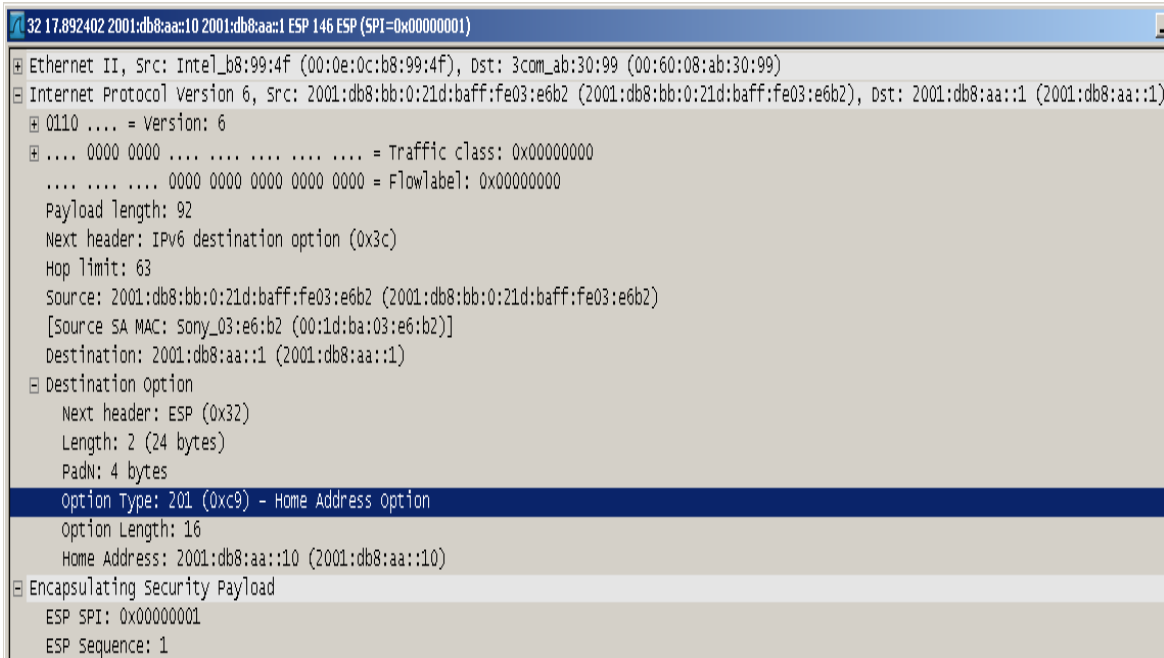 32 17.892402 2001:db8:aa::10 2001:db8:aa::1 ESP 146 ESP (SPI=0x00000001)
Ethernet II, Src: Intel_b8:99:4f (00:0e:0c:b8:99:4f), Dst: 3com_ab:30:99 (00:60:08:ab:30:99)
Internet Protocol Version 6, Src: 2001:db8:bb:0:21d:baff:fe03:e6b2 (2001:db8:bb:0:21d:baff:fe03:e6b2), Dst: 2001:db8:aa::1 (2001:db8:aa::1)
0110 .... = Version: 6
.... 0000 0000 .... .... .... .... .... = Traffic class: 0x00000000
.... .... .... 0000 0000 0000 0000 0000 = Flowlabel: 0x00000000
Payload length: 92
Next header: IPv6 destination option (0x3c)
Hop limit: 63
Source: 2001:db8:bb:0:21d:baff:fe03:e6b2 (2001:db8:bb:0:21d:baff:fe03:e6b2)
[Source SA MAC: Sony_03:e6:b2 (00:1d:ba:03:e6:b2)]
Destination: 2001:db8:aa::1 (2001:db8:aa::1)
Destination Option
Next header: ESP (0x32)
Length: 2 (24 bytes)
PadN: 4 bytes
Option Type: 201 (0xc9) - Home Address Option
Option Length: 16
Home Address: 2001:db8:aa::10 (2001:db8:aa::10)
Encapsulating Security Payload
ESP SPI: 0x00000001
ESP Sequence: 1